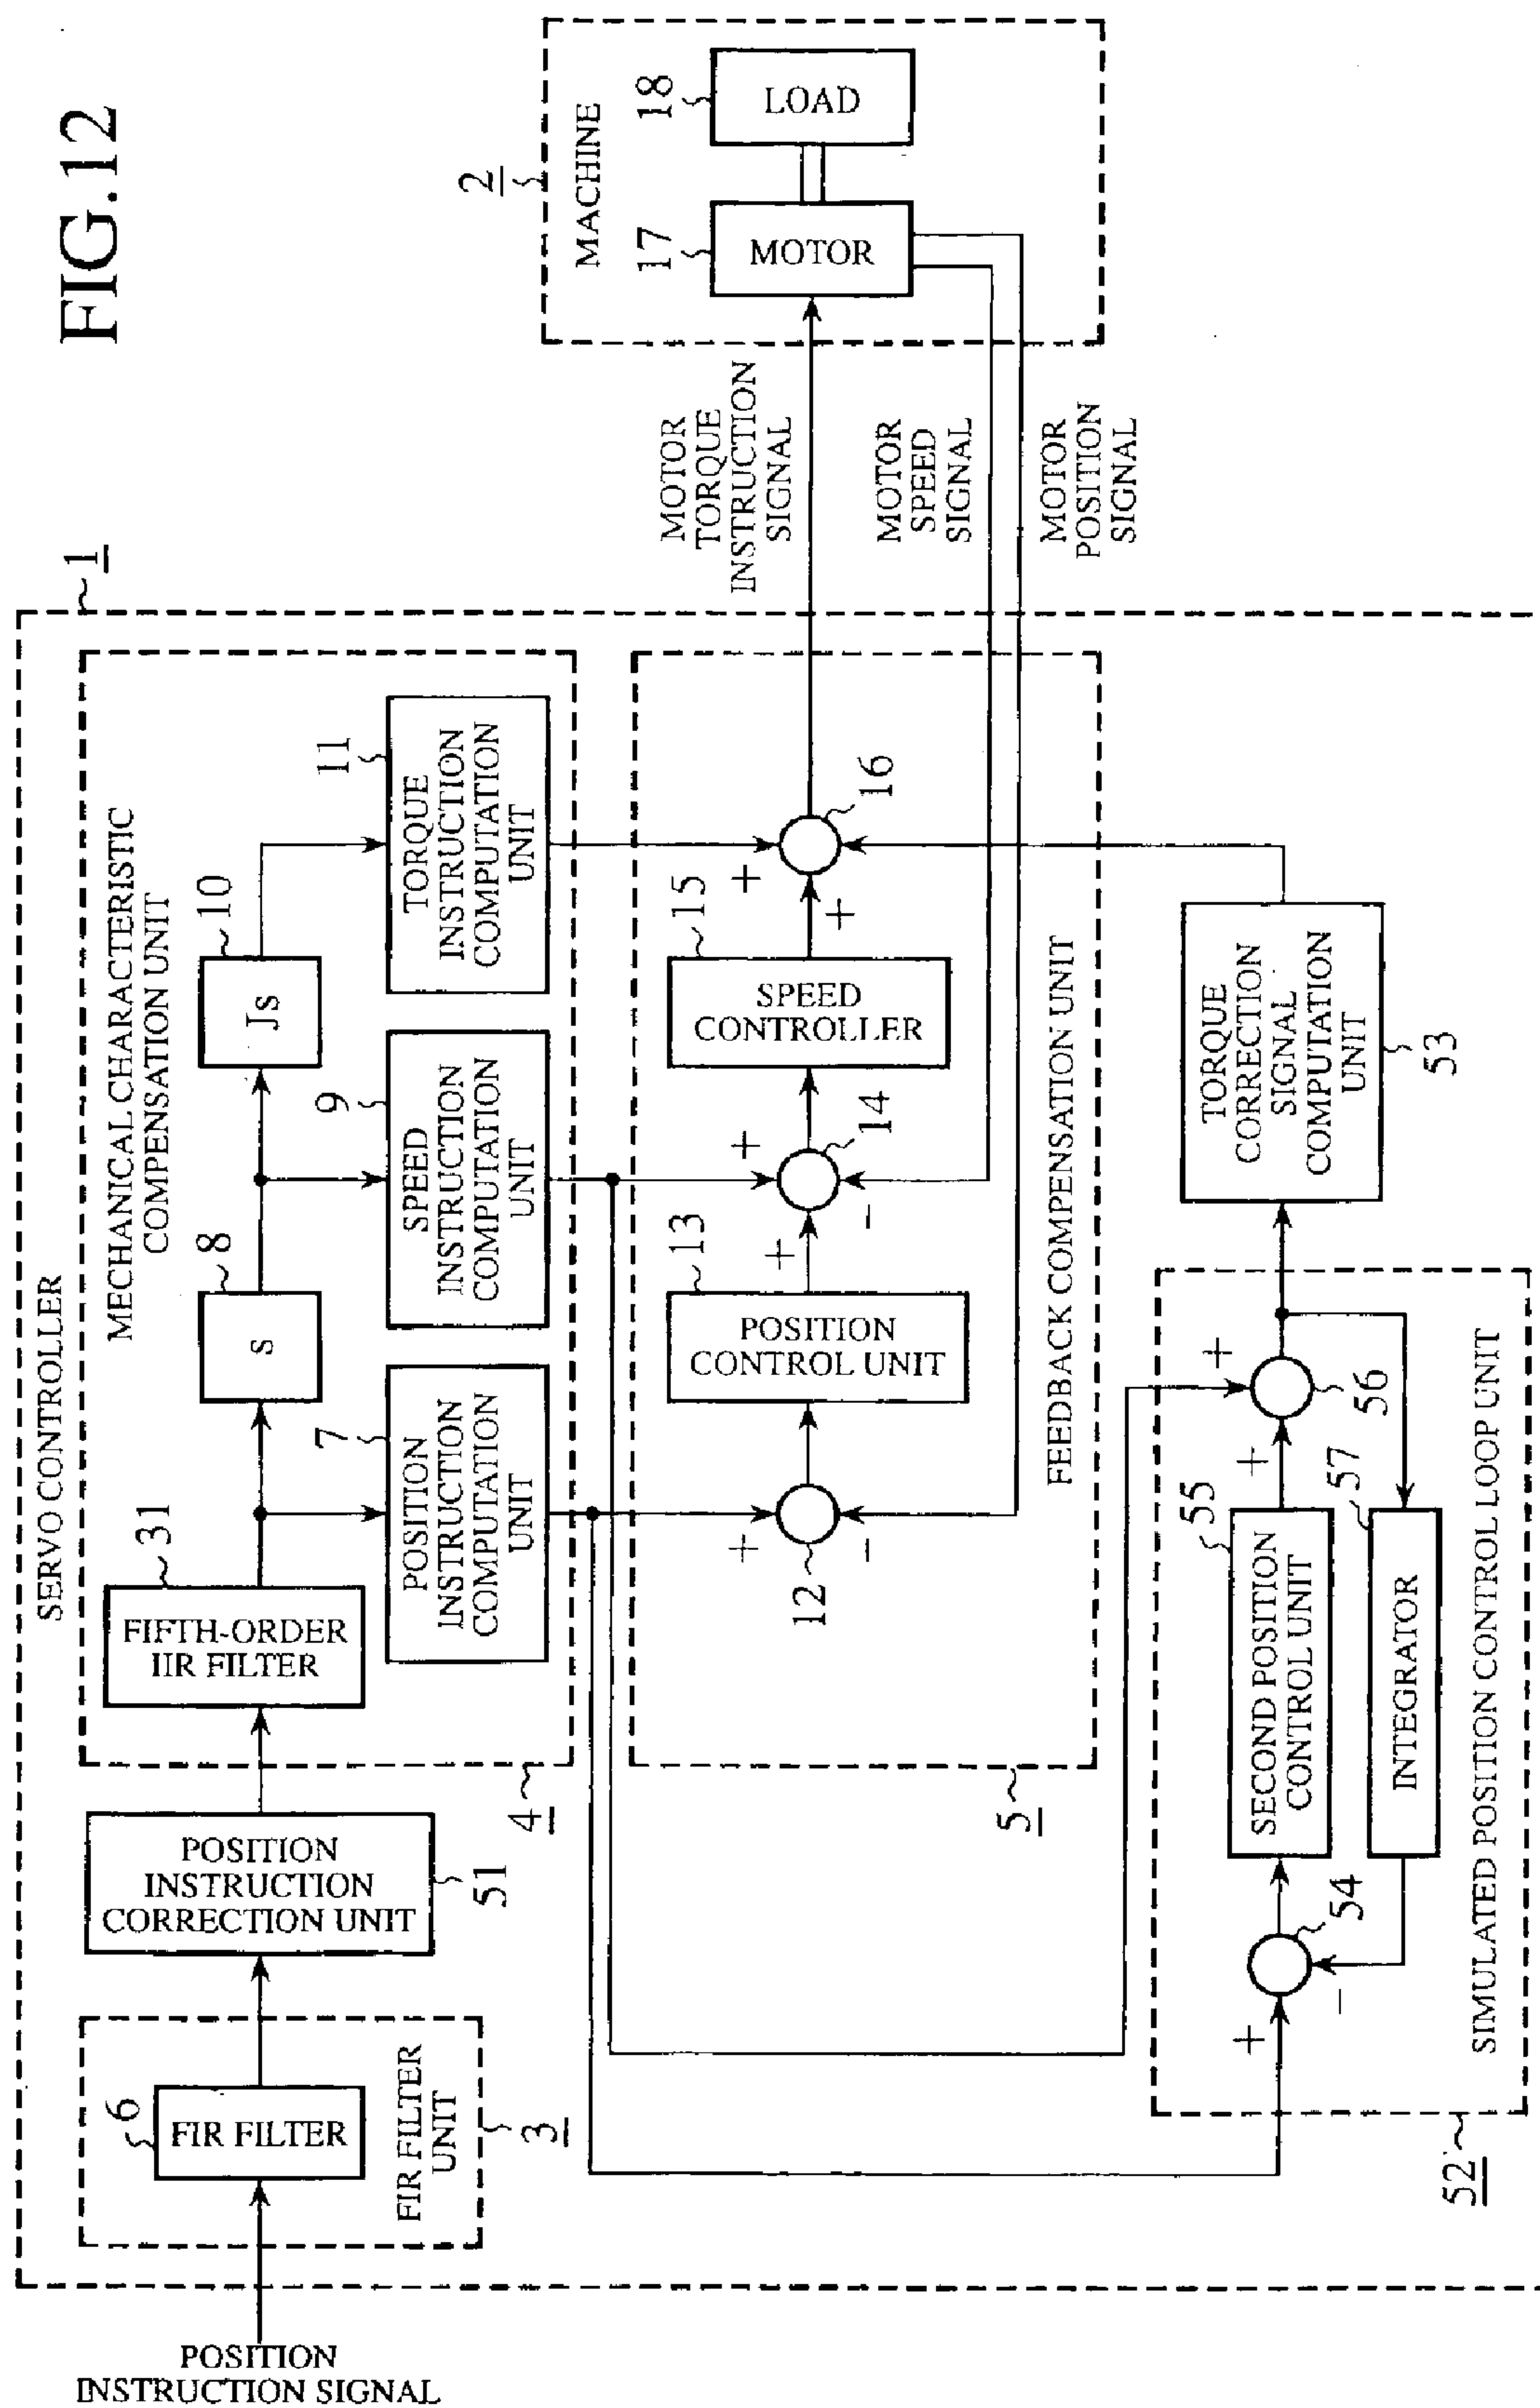 FIG.12
SERVO CONTROLLER
1
MECHANICAL CHARACTERISTIC
COMPENSATION UNIT
POSITION
INSTRUCTION SIGNAL
6
FIR FILTER
FIR FILTER
UNIT
3
POSITION
INSTRUCTION
CORRECTION UNIT
51
4
31
FIFTH-ORDER
IIR FILTER
8
s
10
Js
7
POSITION
INSTRUCTION
COMPUTATION
UNIT
9
SPEED
INSTRUCTION
COMPUTATION
UNIT
11
TORQUE
INSTRUCTION
COMPUTATION
UNIT
5
12
+
-
13
POSITION
CONTROL UNIT
+
+
-
14
15
SPEED
CONTROLLER
+
+
16
FEEDBACK COMPENSATION UNIT
MOTOR
TORQUE
INSTRUCTION
SIGNAL
MOTOR
SPEED
SIGNAL
MOTOR
POSITION
SIGNAL
2
MACHINE
17
MOTOR
18
LOAD
52
+
-
54
55
SECOND POSITION
CONTROL UNIT
+
+
56
57
INTEGRATOR
SIMULATED POSITION CONTROL LOOP UNIT
TORQUE
CORRECTION
SIGNAL
COMPUTATION
UNIT
53